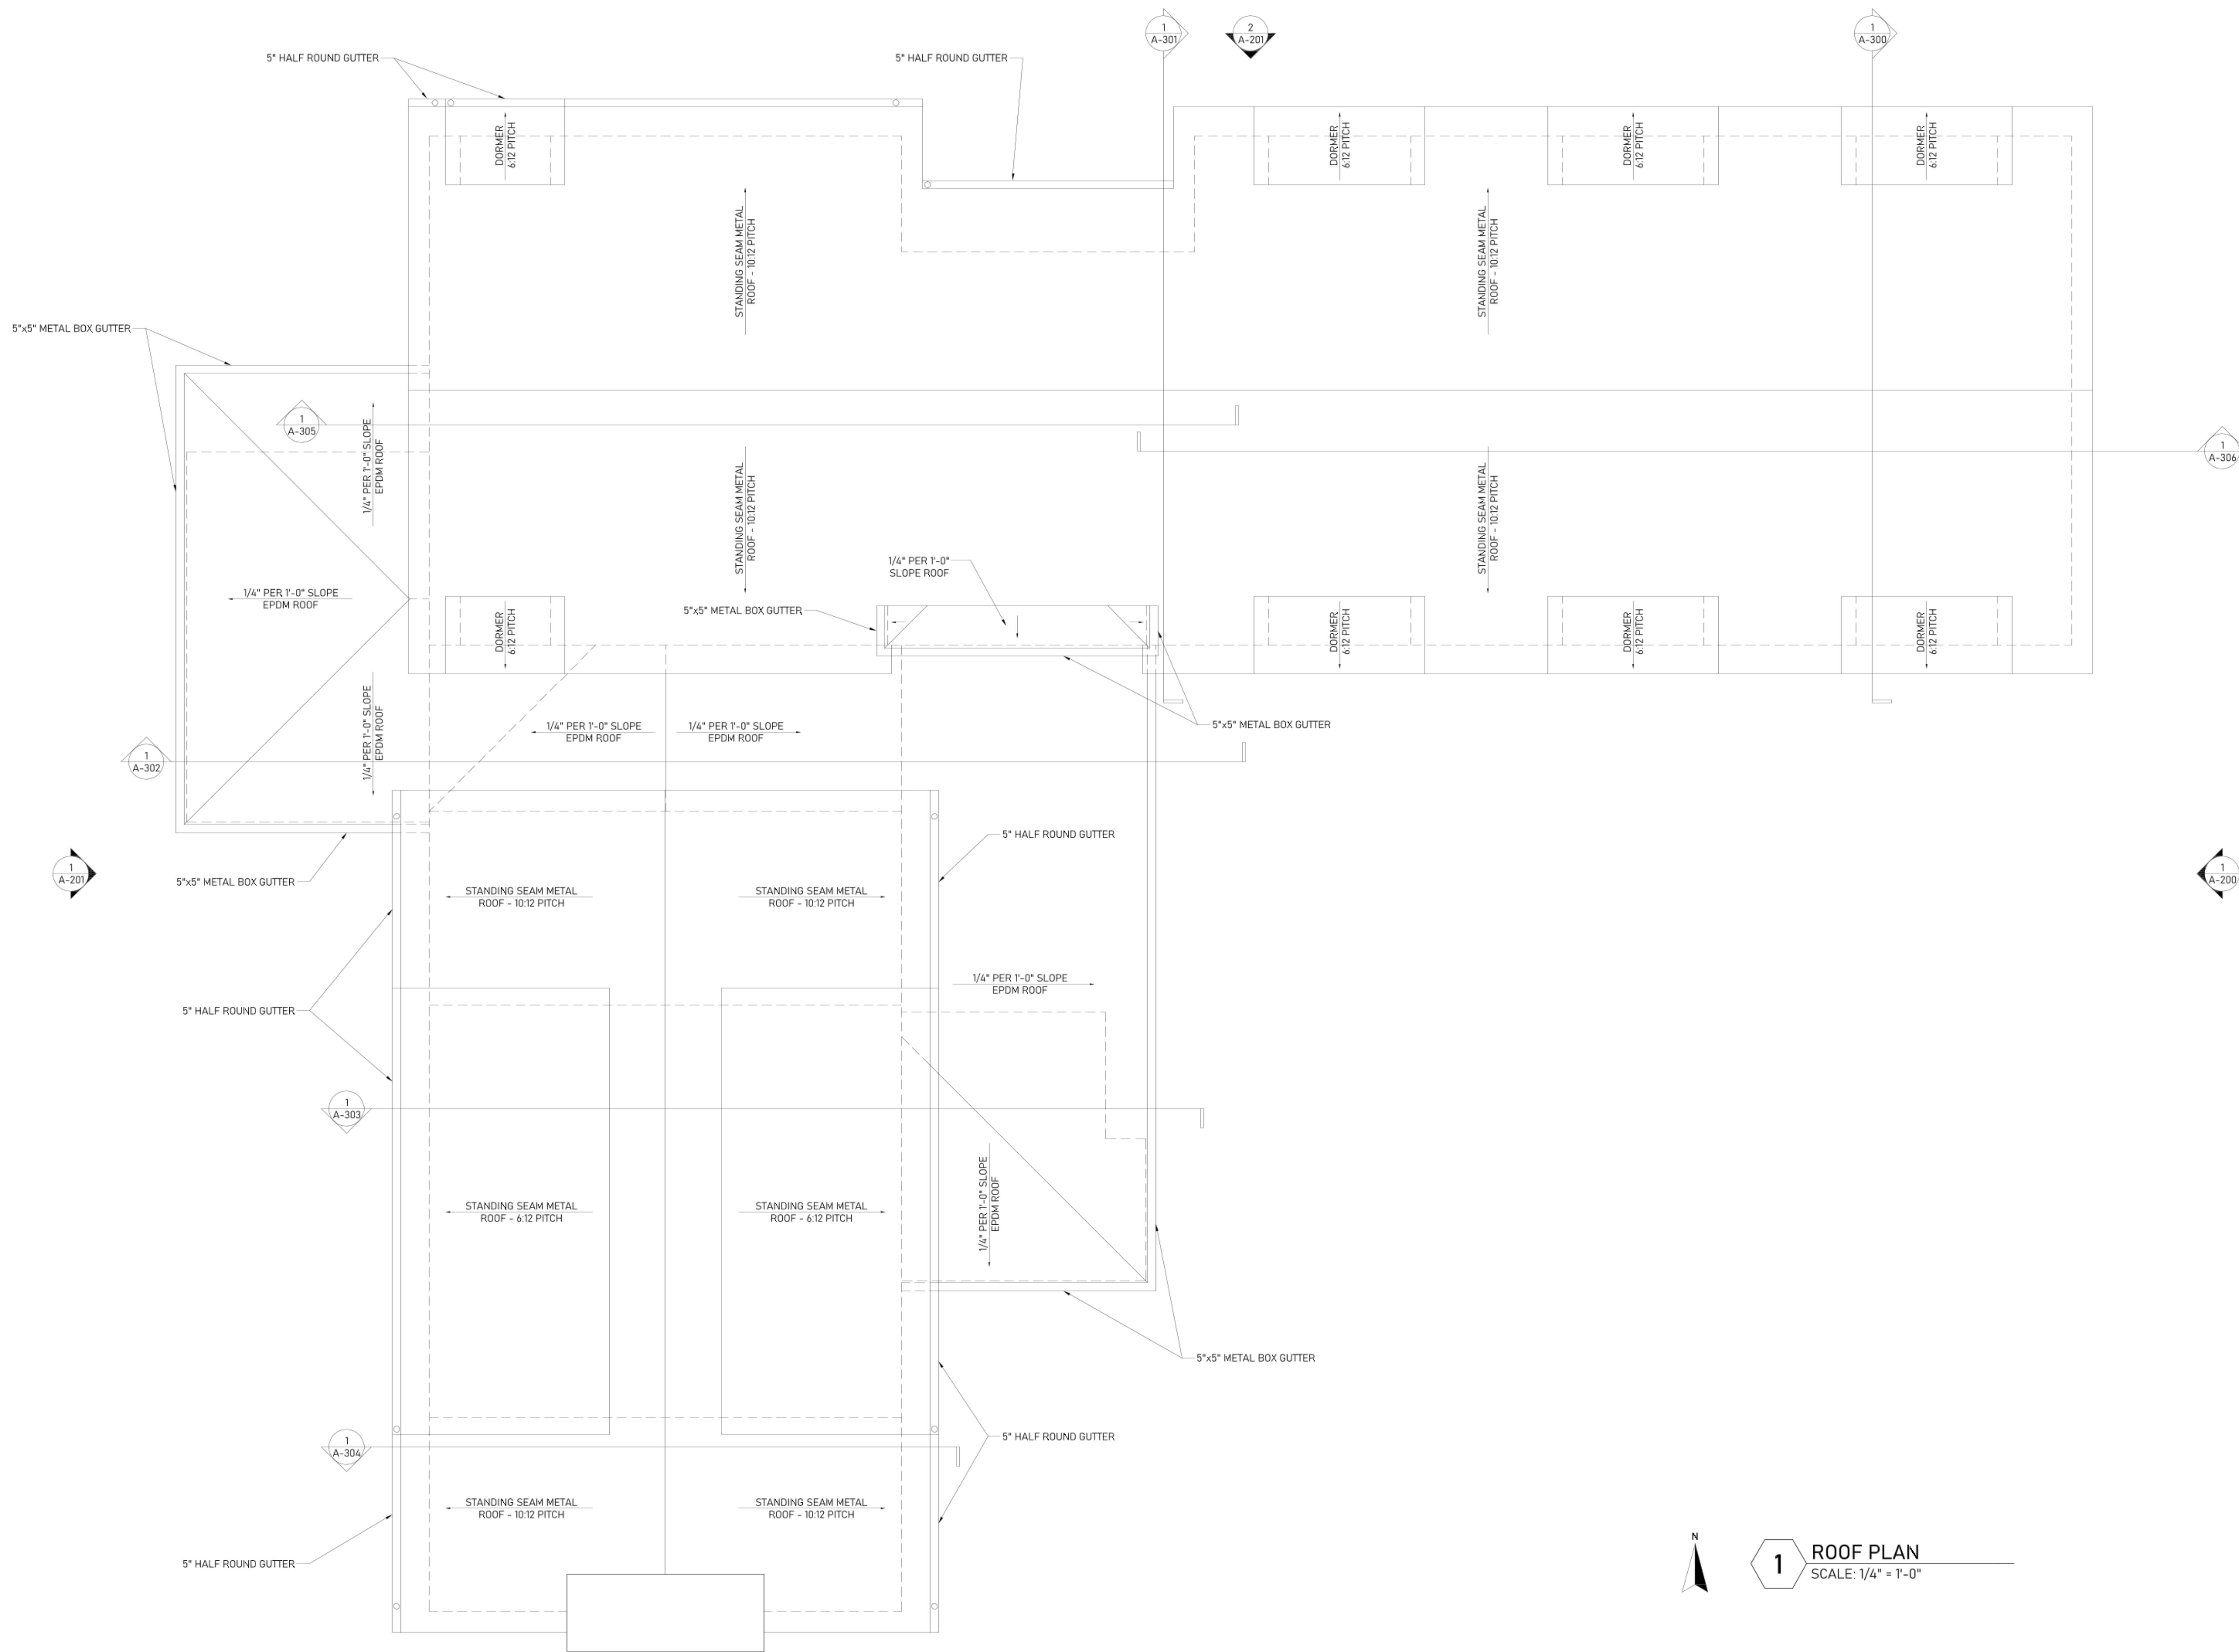 1
A-301
2
A-201
1
A-300
5" HALF ROUND GUTTER
5" HALF ROUND GUTTER
DORMER
6:12 PITCH
DORMER
6:12 PITCH
DORMER
6:12 PITCH
DORMER
6:12 PITCH
STANDING SEAM METAL
ROOF - 10:12 PITCH
STANDING SEAM METAL
ROOF - 10:12 PITCH
5"x5" METAL BOX GUTTER
1
A-305
1
A-306
1/4" PER 1'-0" SLOPE
EPDM ROOF
STANDING SEAM METAL
ROOF - 10:12 PITCH
STANDING SEAM METAL
ROOF - 10:12 PITCH
1/4" PER 1'-0"
SLOPE ROOF
1/4" PER 1'-0" SLOPE
EPDM ROOF
5"x5" METAL BOX GUTTER
DORMER
6:12 PITCH
DORMER
6:12 PITCH
DORMER
6:12 PITCH
DORMER
6:12 PITCH
1/4" PER 1'-0" SLOPE
EPDM ROOF
1/4" PER 1'-0" SLOPE
EPDM ROOF
1/4" PER 1'-0" SLOPE
EPDM ROOF
5"x5" METAL BOX GUTTER
1
A-302
5" HALF ROUND GUTTER
1
A-201
5"x5" METAL BOX GUTTER
1
A-200
STANDING SEAM METAL
ROOF - 10:12 PITCH
STANDING SEAM METAL
ROOF - 10:12 PITCH
1/4" PER 1'-0" SLOPE
EPDM ROOF
5" HALF ROUND GUTTER
1
A-303
STANDING SEAM METAL
ROOF - 6:12 PITCH
STANDING SEAM METAL
ROOF - 6:12 PITCH
1/4" PER 1'-0" SLOPE
EPDM ROOF
5"x5" METAL BOX GUTTER
1
A-304
5" HALF ROUND GUTTER
STANDING SEAM METAL
ROOF - 10:12 PITCH
STANDING SEAM METAL
ROOF - 10:12 PITCH
5" HALF ROUND GUTTER
N
1
ROOF PLAN
SCALE: 1/4" = 1'-0"